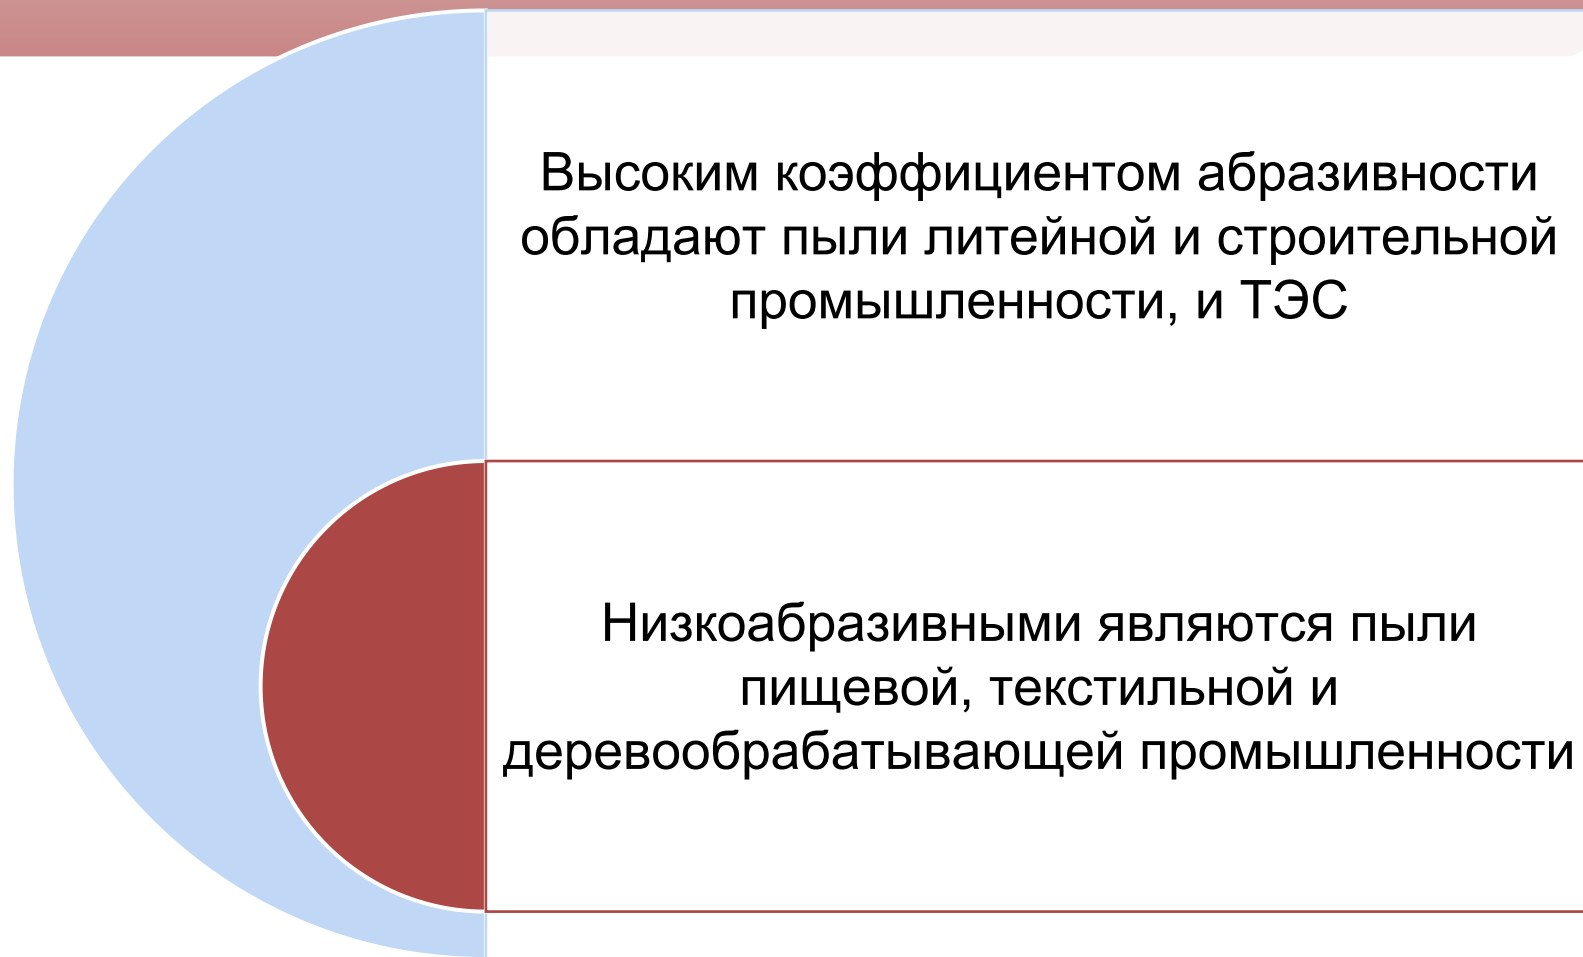 Высоким коэффициентом абразивности
обладают пыли литейной и строительной
промышленности, и ТЭС
Низкоабразивными являются пыли
пищевой, текстильной и
деревообрабатывающей промышленности